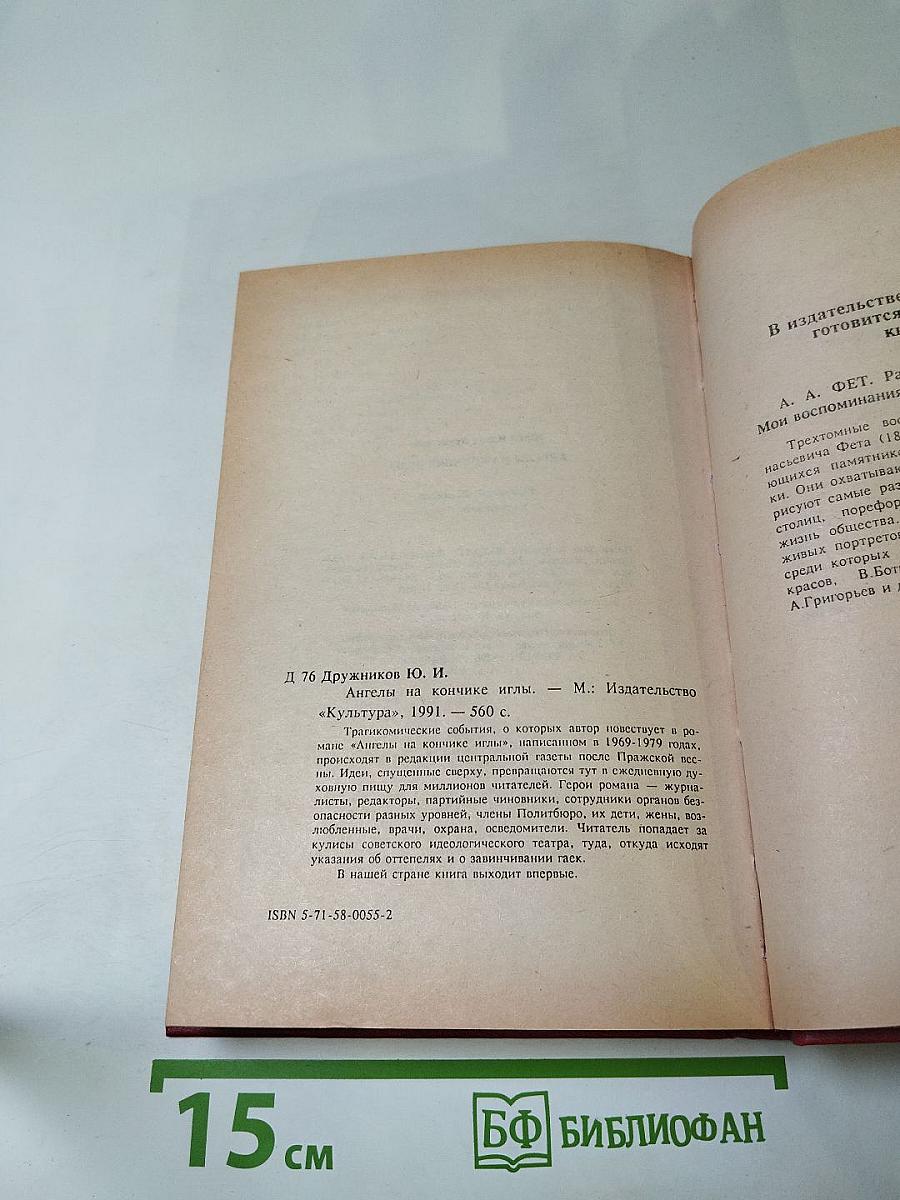 Д 76 Дружников Ю. И.
Ангелы на кончике иглы. — М.: Издательство
«Культура», 1991. — 560 с.
Трагикомические события, о которых автор повествует в ро-
мане «Ангелы на кончике иглы», написанном в 1969-1979 годах,
происходят в редакции центральной газеты после Пражской вес-
ны. Идеи, спущенные сверху, превращаются тут в ежедневную ду-
ховную пищу для миллионов читателей. Герои романа — журна-
листы, редакторы, партийные чиновники, сотрудники органов без-
опасности разных уровней, члены Политбюро, их дети, жены, воз-
любленные, врачи, охрана, осведомители. Читатель попадает за
кулисы советского идеологического театра, туда, откуда исходят
указания об оттепелях и о завинчивании гаек.
В нашей стране книга выходит впервые.
ISBN 5-71-58-0055-2
В издательстве
готовится
А. А. ФЕТ.
Мои воспоминания
Трехтомные
насьевича Фета
ющихся
ки. Они
рисуют самые
столиц,
жизнь общества.
живых портретов
среди которых
красов,
А.Григорьев и
15 см
БФ БИБЛИОФАН